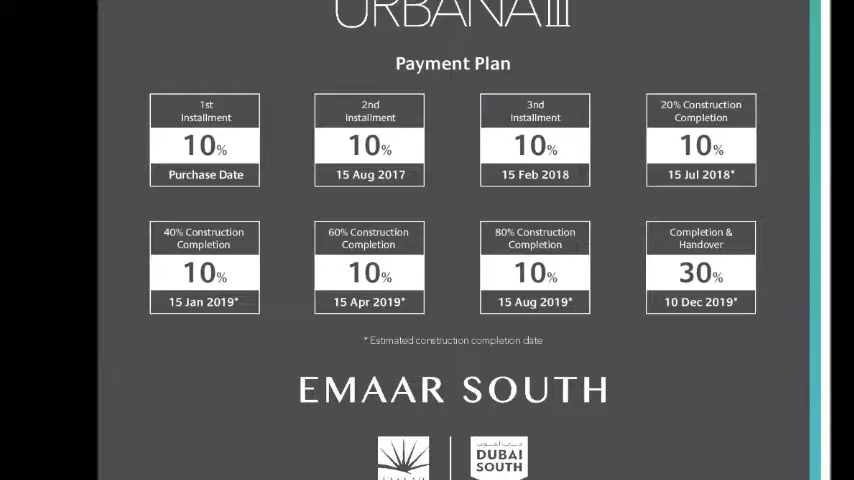 URBANA III
Payment Plan
1st
Installment
10%
Purchase Date
2nd
Installment
10%
15 Aug 2017
3nd
Installment
10%
15 Feb 2018
20% Construction
Completion
10%
15 Jul 2018*
40% Construction
Completion
10%
15 Jan 2019*
60% Construction
Completion
10%
15 Apr 2019*
80% Construction
Completion
10%
15 Aug 2019*
Completion &
Handover
30%
10 Dec 2019*
* Estimated construction completion date
EMAAR SOUTH
EMAAR
DUBAI
SOUTH